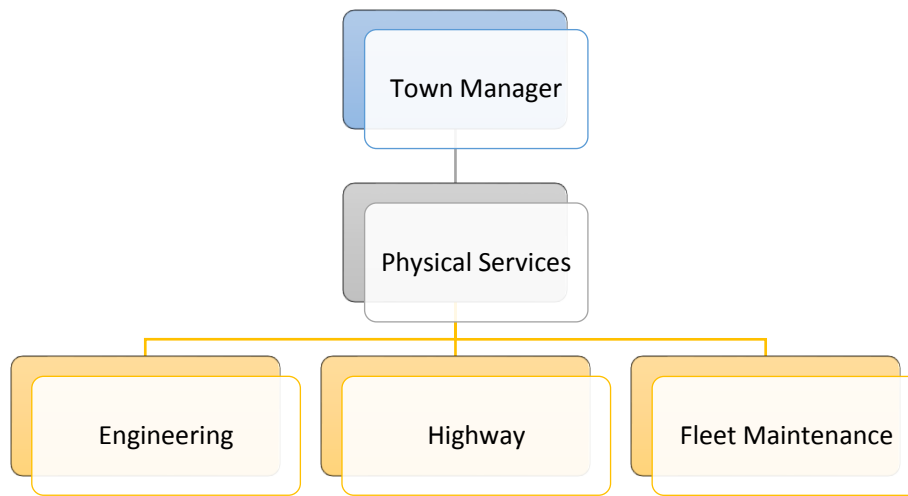 Town Manager
Physical Services
Engineering
Highway
Fleet Maintenance